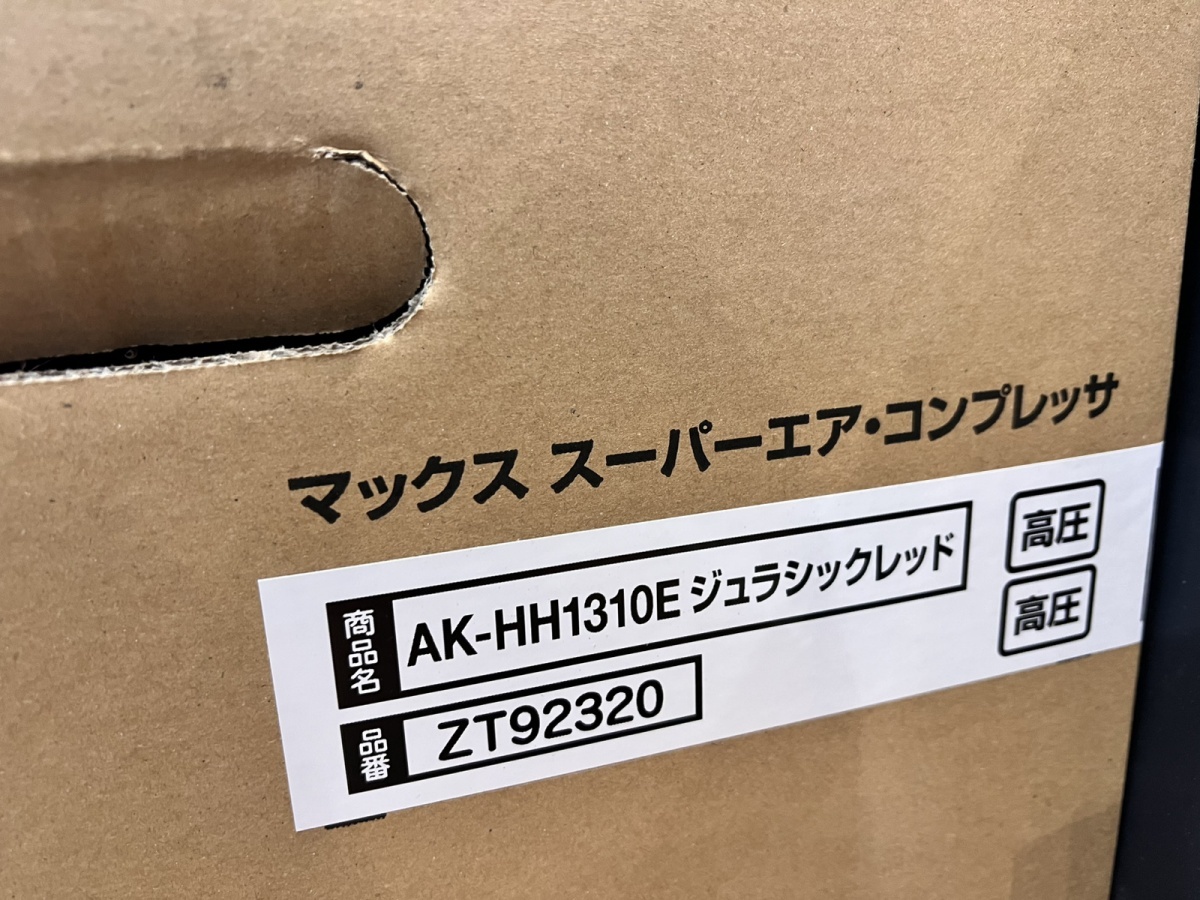 マックス スーパーエア・コンプレッサ
商品名 AK-HH1310E ジュラシックレッド
高圧
高圧
品番 ZT92320